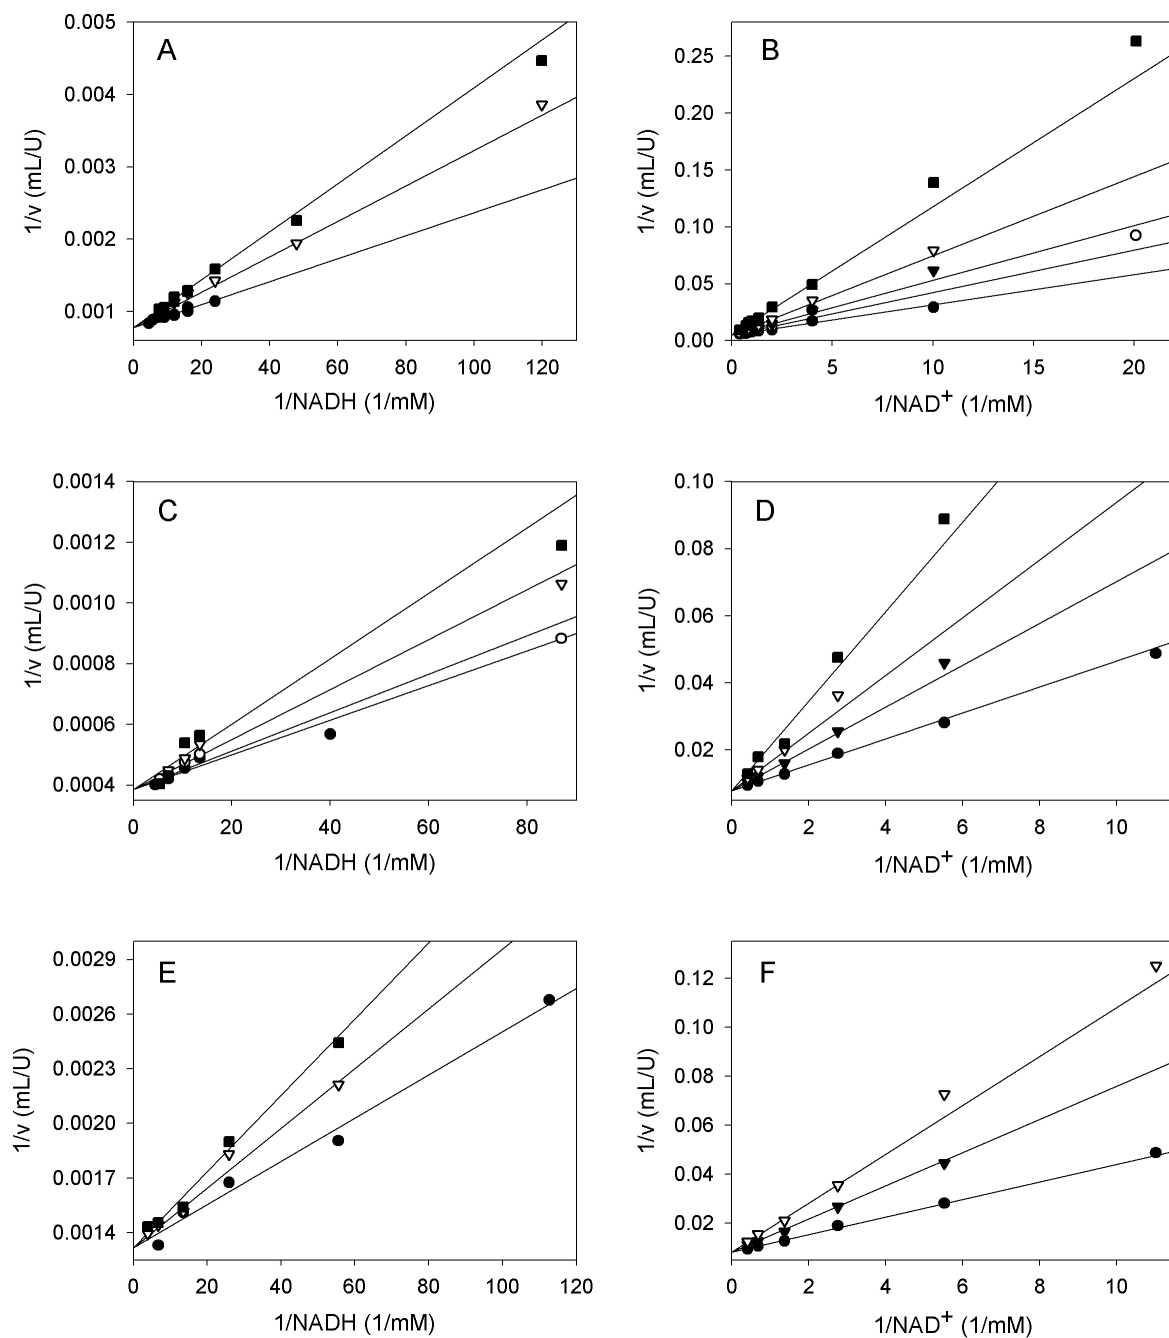 A
1/v (mL/U)
0.005
0.004
0.003
0.002
0.001
0 20 40 60 80 100 120
1/NADH (1/mM)
B
1/v (mL/U)
0.25
0.20
0.15
0.10
0.05
0.00
0 5 10 15 20
1/NAD⁺ (1/mM)
C
1/v (mL/U)
0.0014
0.0012
0.0010
0.0008
0.0006
0.0004
0 20 40 60 80
1/NADH (1/mM)
D
1/v (mL/U)
0.10
0.08
0.06
0.04
0.02
0 2 4 6 8 10
1/NAD⁺ (1/mM)
E
1/v (mL/U)
0.0029
0.0026
0.0023
0.0020
0.0017
0.0014
0 20 40 60 80 100 120
1/NADH (1/mM)
F
1/v (mL/U)
0.12
0.10
0.08
0.06
0.04
0.02
0 2 4 6 8 10
1/NAD⁺ (1/mM)